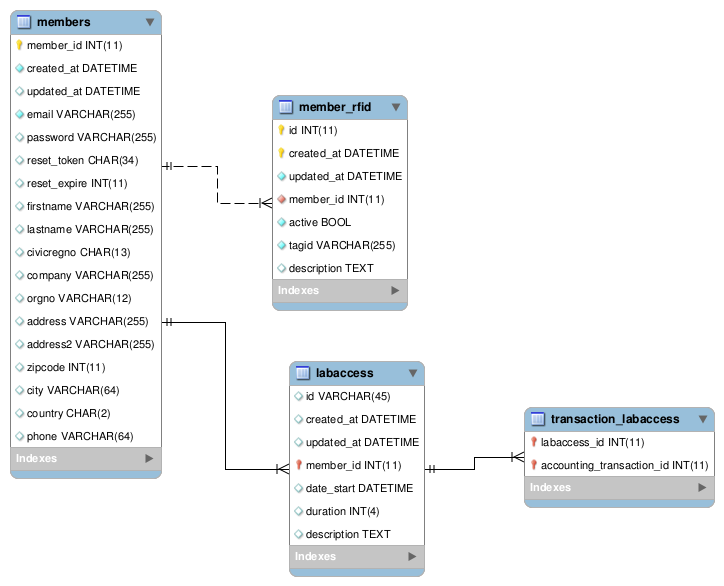 members
member_id INT(11)
created_at DATETIME
updated_at DATETIME
email VARCHAR(255)
password VARCHAR(255)
reset_token CHAR(34)
reset_expire INT(11)
firstname VARCHAR(255)
lastname VARCHAR(255)
civicregno CHAR(13)
company VARCHAR(255)
orgno VARCHAR(12)
address VARCHAR(255)
address2 VARCHAR(255)
zipcode INT(11)
city VARCHAR(64)
country CHAR(2)
phone VARCHAR(64)
Indexes
member_rfid
id INT(11)
created_at DATETIME
updated_at DATETIME
member_id INT(11)
active BOOL
tagid VARCHAR(255)
description TEXT
Indexes
labaccess
id VARCHAR(45)
created_at DATETIME
updated_at DATETIME
member_id INT(11)
date_start DATETIME
duration INT(4)
description TEXT
Indexes
transaction_labaccess
labaccess_id INT(11)
accounting_transaction_id INT(11)
Indexes